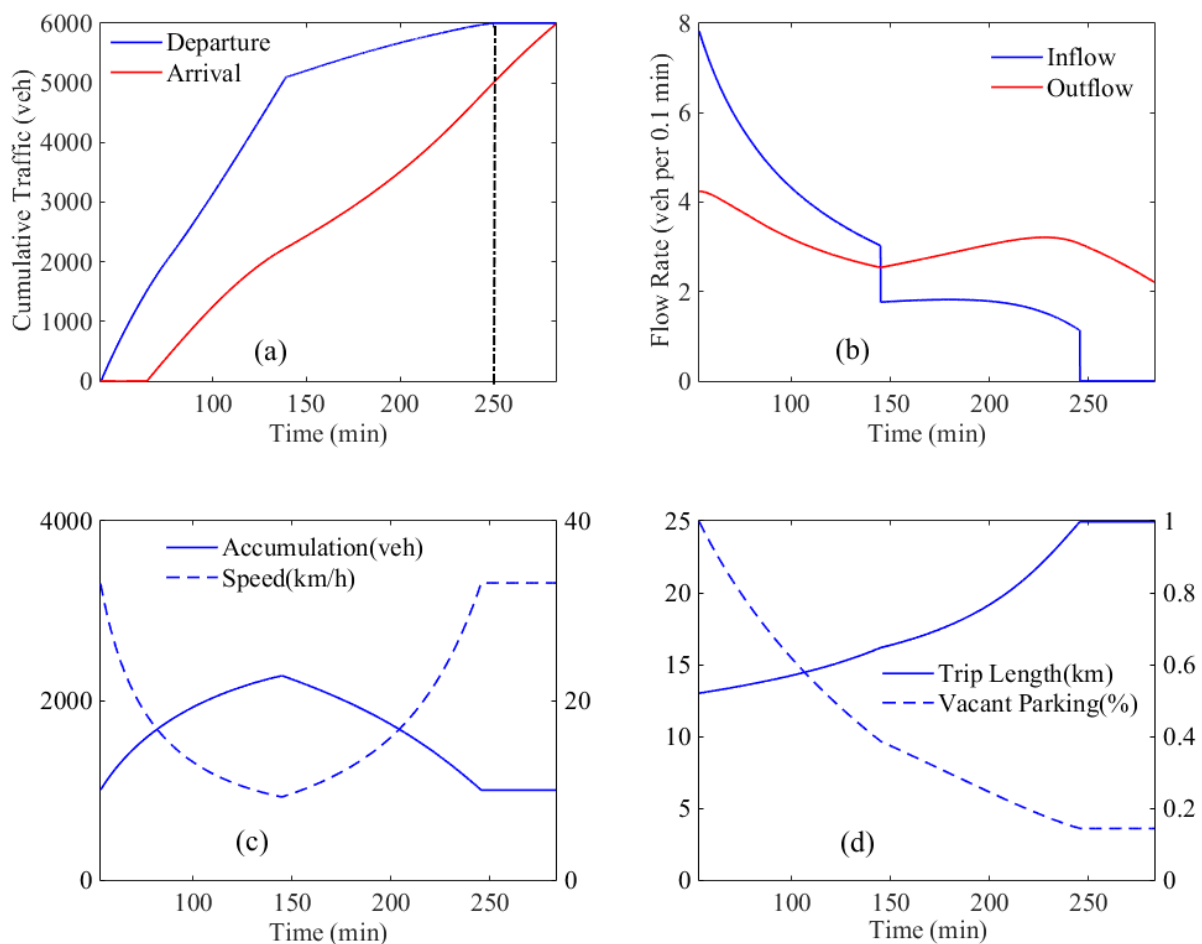 6000
5000
4000
3000
2000
1000
0
Cumulative Traffic (veh)
Departure
Arrival
(a)
100
150
200
250
Time (min)
8
6
4
2
0
Flow Rate (veh per 0.1 min)
Inflow
Outflow
(b)
100
150
200
250
Time (min)
4000
2000
0
40
20
0
Accumulation(veh)
Speed(km/h)
(c)
100
150
200
250
Time (min)
25
20
15
10
5
0
1
0.8
0.6
0.4
0.2
0
Trip Length(km)
Vacant Parking(%)
(d)
100
150
200
250
Time (min)